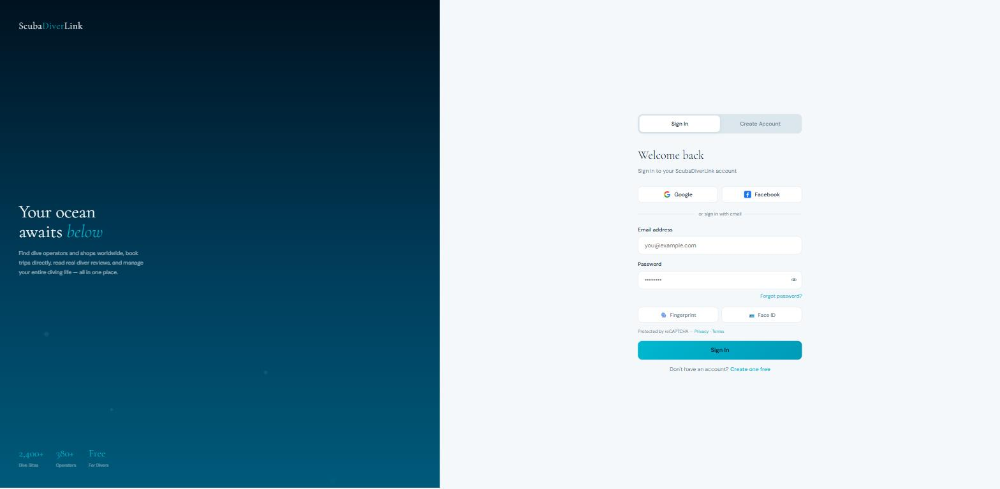 ScubaDiverLink
Your ocean
awaits below
Find dive operators and shops worldwide, book
trips directly, read real diver reviews, and manage
your entire diving life — all in one place.
2,400+
Dive Sites
380+
Operators
Free
For Divers
Sign In
Create Account
Welcome back
Sign in to your ScubaDiverLink account
Google
Facebook
or sign in with email
Email address
you@example.com
Password
••••••••
Forgot password?
Fingerprint
Face ID
Protected by reCAPTCHA — Privacy · Terms
Sign In
Don't have an account? Create one free